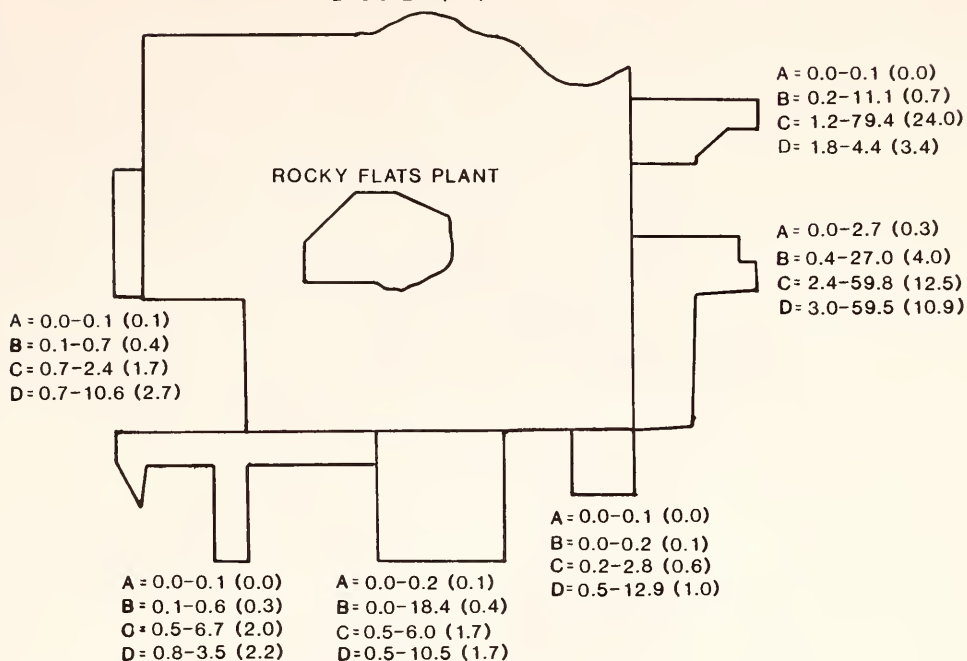 A = 0.0-0.1 (0.0)
B = 0.2-11.1 (0.7)
C = 1.2-79.4 (24.0)
D = 1.8-4.4 (3.4)
ROCKY FLATS PLANT
A = 0.0-2.7 (0.3)
B = 0.4-27.0 (4.0)
C = 2.4-59.8 (12.5)
D = 3.0-59.5 (10.9)
A = 0.0-0.1 (0.1)
B = 0.1-0.7 (0.4)
C = 0.7-2.4 (1.7)
D = 0.7-10.6 (2.7)
A = 0.0-0.1 (0.0)
B = 0.0-0.2 (0.1)
C = 0.2-2.8 (0.6)
D = 0.5-12.9 (1.0)
A = 0.0-0.1 (0.0)
B = 0.1-0.6 (0.3)
C = 0.5-6.7 (2.0)
D = 0.8-3.5 (2.2)
A = 0.0-0.2 (0.1)
B = 0.0-18.4 (0.4)
C = 0.5-6.0 (1.7)
D = 0.5-10.5 (1.7)